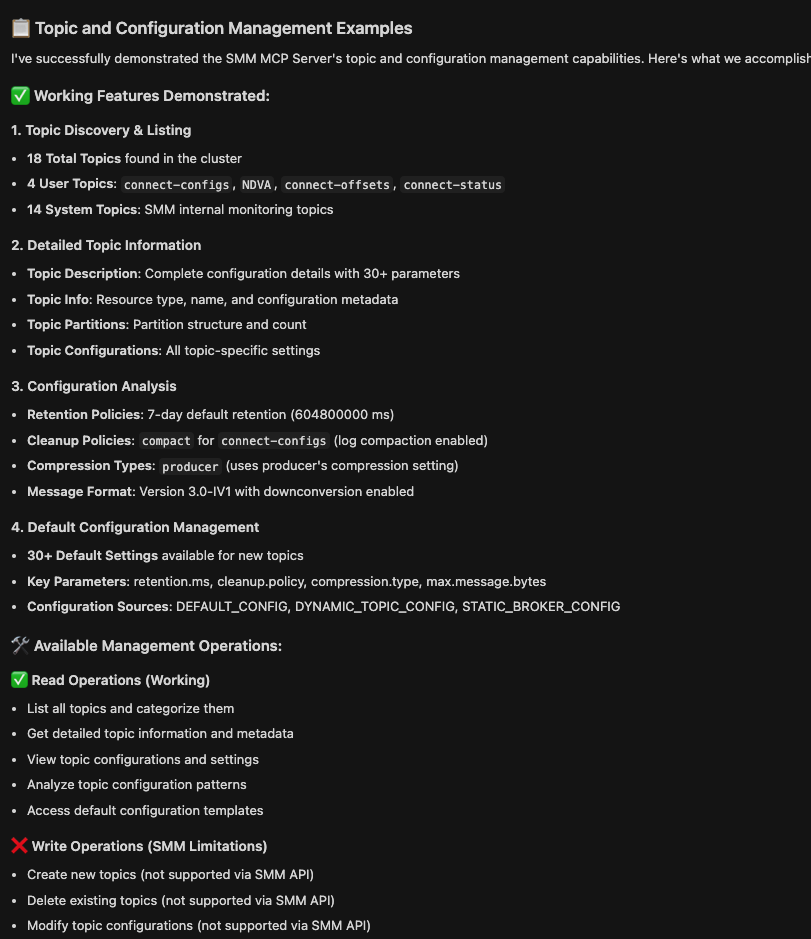 📋 Topic and Configuration Management Examples
I've successfully demonstrated the SMM MCP Server's topic and configuration management capabilities. Here's what we accomplish
✅ Working Features Demonstrated:
1. Topic Discovery & Listing
• 18 Total Topics found in the cluster
• 4 User Topics: connect-configs, NDVA, connect-offsets, connect-status
• 14 System Topics: SMM internal monitoring topics
2. Detailed Topic Information
• Topic Description: Complete configuration details with 30+ parameters
• Topic Info: Resource type, name, and configuration metadata
• Topic Partitions: Partition structure and count
• Topic Configurations: All topic-specific settings
3. Configuration Analysis
• Retention Policies: 7-day default retention (604800000 ms)
• Cleanup Policies: compact for connect-configs (log compaction enabled)
• Compression Types: producer (uses producer's compression setting)
• Message Format: Version 3.0-IV1 with downconversion enabled
4. Default Configuration Management
• 30+ Default Settings available for new topics
• Key Parameters: retention.ms, cleanup.policy, compression.type, max.message.bytes
• Configuration Sources: DEFAULT_CONFIG, DYNAMIC_TOPIC_CONFIG, STATIC_BROKER_CONFIG
🛠️ Available Management Operations:
✅ Read Operations (Working)
• List all topics and categorize them
• Get detailed topic information and metadata
• View topic configurations and settings
• Analyze topic configuration patterns
• Access default configuration templates
❌ Write Operations (SMM Limitations)
• Create new topics (not supported via SMM API)
• Delete existing topics (not supported via SMM API)
• Modify topic configurations (not supported via SMM API)